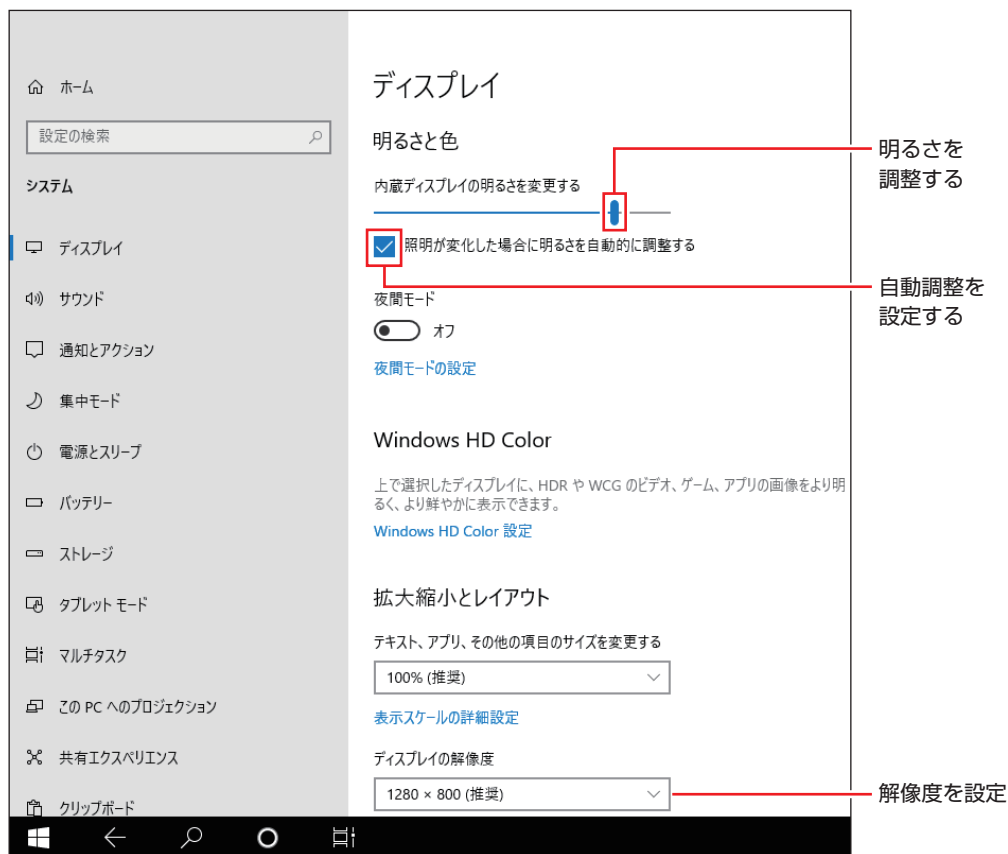 ホーム
設定の検索
システム
ディスプレイ
サウンド
通知とアクション
集中モード
電源とスリープ
バッテリー
ストレージ
タブレット モード
マルチタスク
この PC へのプロジェクション
共有エクスペリエンス
クリップボード
ディスプレイ
明るさと色
内蔵ディスプレイの明るさを変更する
照明が変化した場合に明るさを自動的に調整する
夜間モード
オフ
夜間モードの設定
Windows HD Color
上で選択したディスプレイに、HDR や WCG のビデオ、ゲーム、アプリの画像をより明
るく、より鮮やかに表示できます。
Windows HD Color 設定
拡大縮小とレイアウト
テキスト、アプリ、その他の項目のサイズを変更する
100% (推奨)
表示スケールの詳細設定
ディスプレイの解像度
1280 × 800 (推奨)
明るさを
調整する
自動調整を
設定する
解像度を設定